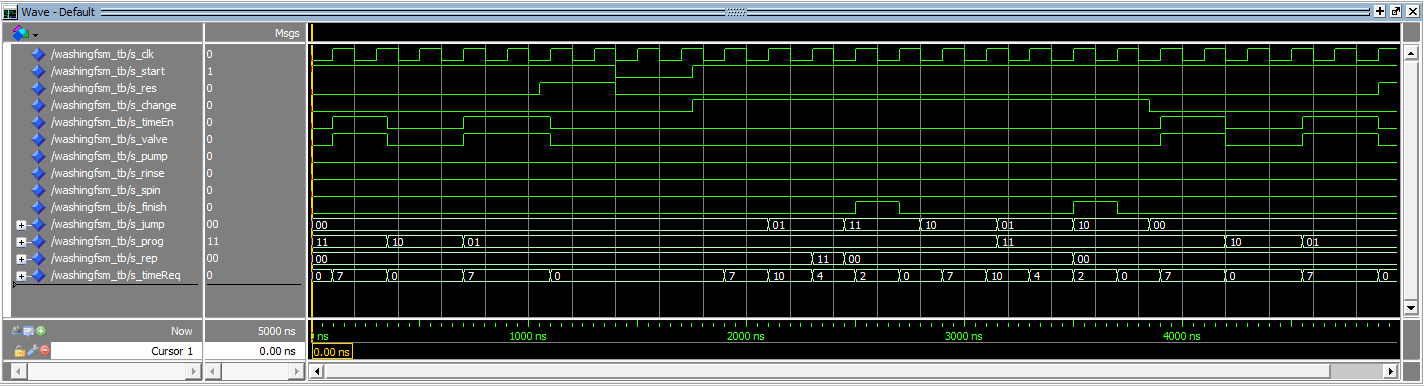 Wave - Default
Msgs
/washingfsm_tb/s_clk 0
/washingfsm_tb/s_start 1
/washingfsm_tb/s_res 0
/washingfsm_tb/s_change 0
/washingfsm_tb/s_timeEn 0
/washingfsm_tb/s_valve 0
/washingfsm_tb/s_pump 0
/washingfsm_tb/s_rinse 0
/washingfsm_tb/s_spin 0
/washingfsm_tb/s_finish 0
/washingfsm_tb/s_jump 00 00 01 11 10 01 10 00
/washingfsm_tb/s_prog 11 11 10 01 11 10 01
/washingfsm_tb/s_rep 00 00 11 00 00
/washingfsm_tb/s_timeReq 0 0 7 0 7 0 7 10 4 2 0 7 10 4 2 0 7 0 7 0
Now 5000 ns ns 1000 ns 2000 ns 3000 ns 4000 ns
Cursor 1 0.00 ns 0.00 ns